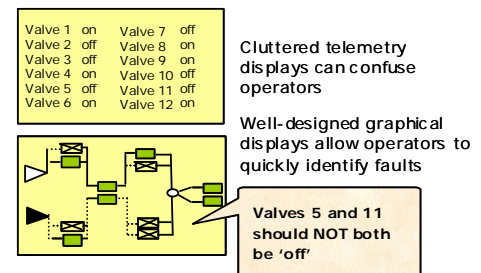 Valve 1 on Valve 7 off
Valve 2 off Valve 8 on
Valve 3 off Valve 9 on
Valve 4 on Valve 10 off
Valve 5 off Valve 11 off
Valve 6 on Valve 12 on
Cluttered telemetry
displays can confuse
operators
Well-designed graphical
displays allow operators to
quickly identify faults
Valves 5 and 11
should NOT both
be ‘off’